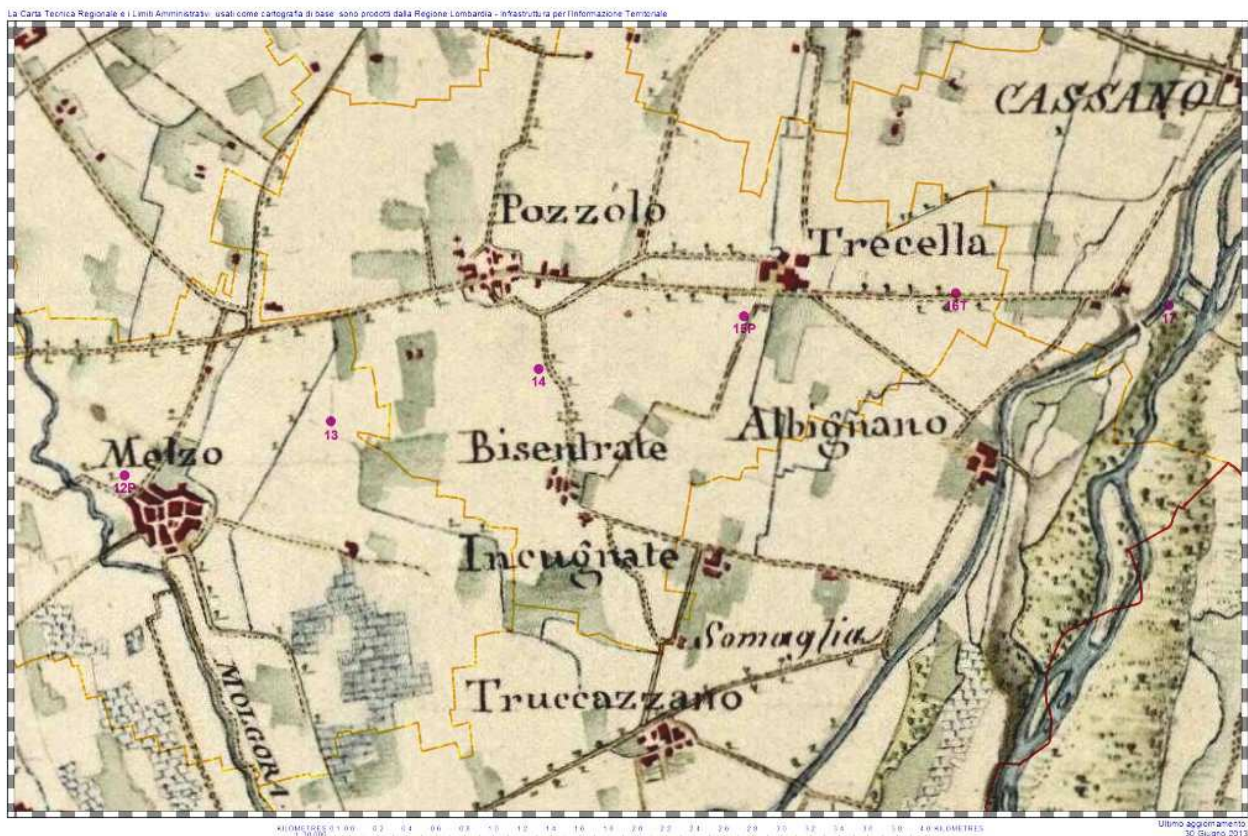 La Carta Tecnica Regionale e i Limiti Amministrativi, usati come cartografia di base, sono prodotti dalla Regione Lombardia - Infrastruttura per l'Informazione Territoriale
CASSANO
Pozzólo
Trecella
16T
17
15P
14
13
Albignano
Melzo
Bisentrate
12P
Incugnate
Somaglia
Truccazzano
MOLGORA
KILOMETRES
KILOMETRES
Ultimo aggiornamento
30 Giugno